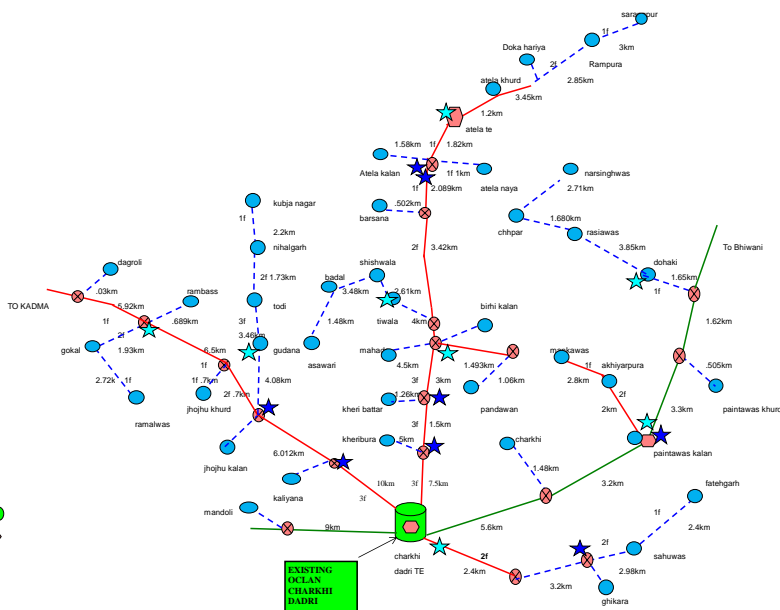 sarangpur
1f
3km
Doka hariya
2f
Rampura
2.85km
atela khurd
3.45km
1.2km
atela te
1.58km
1f
1.82km
Atela kalan
1f
1km
atela naya
1f
2.089km
narsinghwas
2.71km
.502km
barsana
chhpar
1.680km
rasiawas
kubja nagar
1f
2.2km
nihalgarh
2f
3.42km
3.85km
dohaki
To Bhiwani
dagroli
.03km
TO KADMA
5.92km
rambass
1f
.689km
2f
1.73km
badal
shishwala
3.48km
2.61km
1.65km
1f
todi
3f
3.46km
tiwala
4km
birhi kalan
1.62km
2f
gokal
1.93km
6.5km
gudana
1.48km
asawari
mahada
4.5km
1.493km
1.06km
mankawas
1f
2.8km
akhiyarpura
.505km
2.72k
1f
ramalwas
1f
.7km
jhojhu khurd
2f
.7km
4.08km
3f
3km
pandawan
2f
2km
paintawas khurd
kheri battar
1.26km
3f
1.5km
3.3km
jhojhu kalan
6.012km
kheribura
.5km
charkhi
1.48km
paintawas kalan
kaliyana
10km
3f
3f
7.5km
3.2km
fatehgarh
mandoli
9km
5.6km
1f
2.4km
charkhi
dadri TE
2f
2.4km
2f
2.98km
sahuwas
3.2km
ghikara
EXISTING
OCLAN
CHARKHI
DADRI